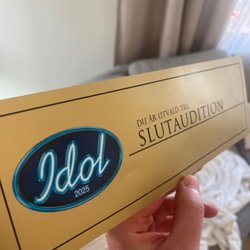 Idol
2025
DU ÄR UTVALD TILL
SLUTAUDITION